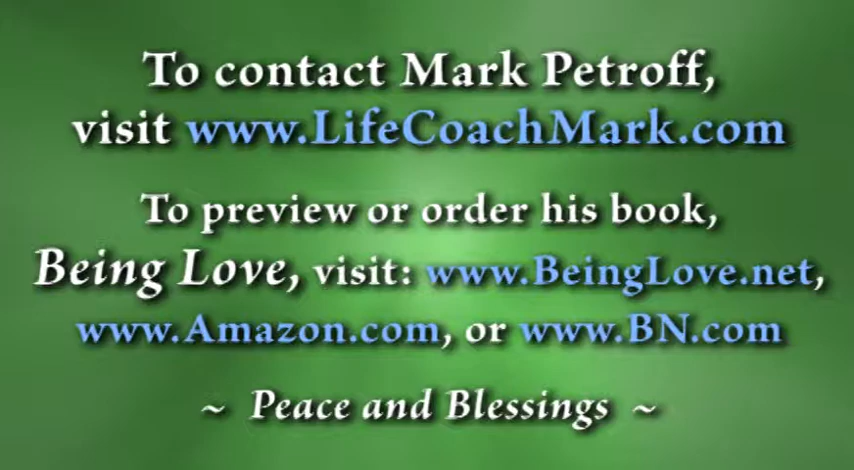 To contact Mark Petroff,
visit www.LifeCoachMark.com
To preview or order his book,
Being Love, visit: www.BeingLove.net,
www.Amazon.com, or www.BN.com
~ Peace and Blessings ~